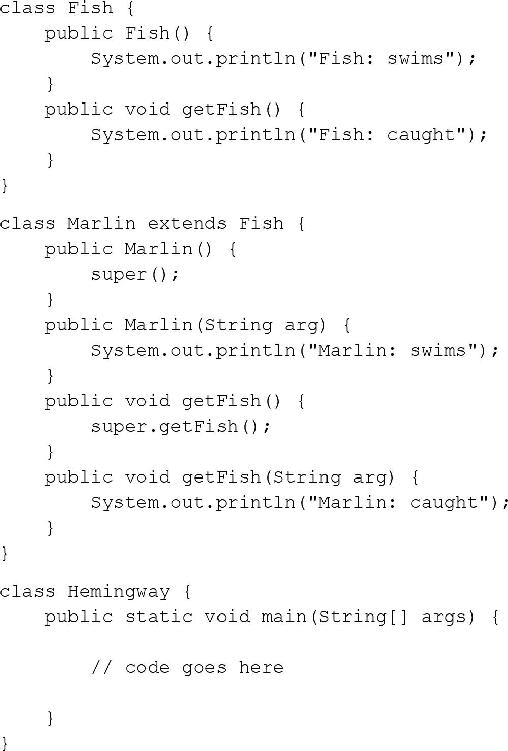 class Fish {
    public Fish() {
        System.out.println("Fish: swims");
    }
    public void getFish() {
        System.out.println("Fish: caught");
    }
}
class Marlin extends Fish {
    public Marlin() {
        super();
    }
    public Marlin(String arg) {
        System.out.println("Marlin: swims");
    }
    public void getFish() {
        super.getFish();
    }
    public void getFish(String arg) {
        System.out.println("Marlin: caught");
    }
}
class Hemingway {
    public static void main(String[] args) {
        // code goes here
    }
}